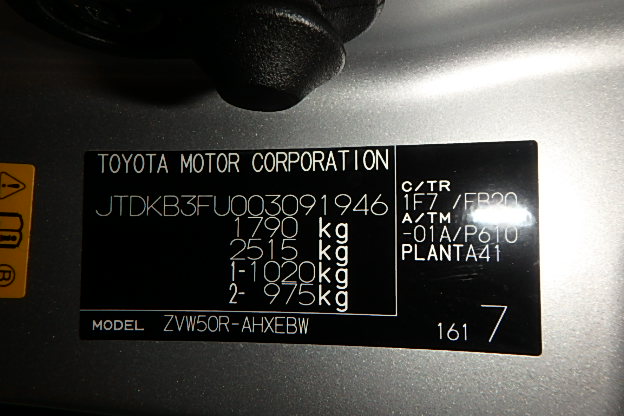 TOYOTA MOTOR CORPORATION
JTDKB3FU003091946
1790 kg
2515 kg
1-1020kg
2- 975kg
MODEL ZVW50R-AHXEBW
C/TR
1F7 /FB20
A/TM
-01A/P610
PLANTA41
161 7